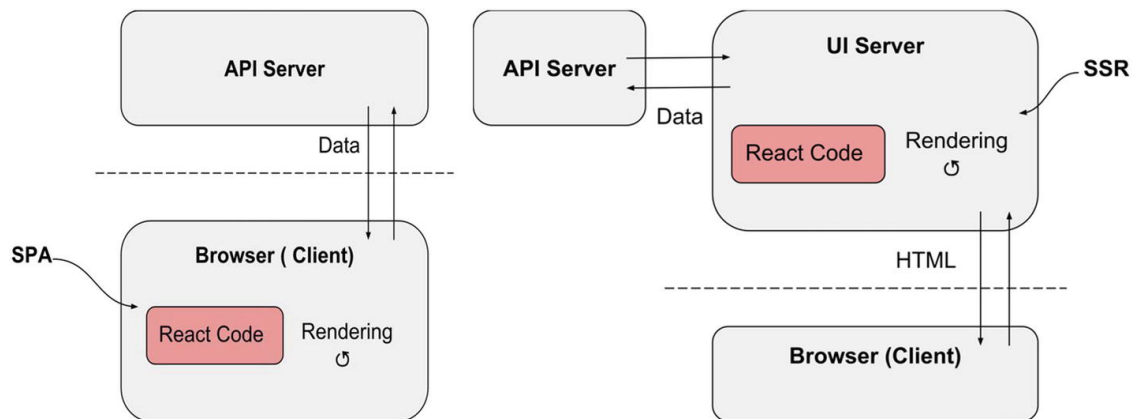 API Server
Data
SPA
Browser ( Client)
React Code
Rendering
API Server
Data
UI Server
SSR
React Code
Rendering
HTML
Browser (Client)